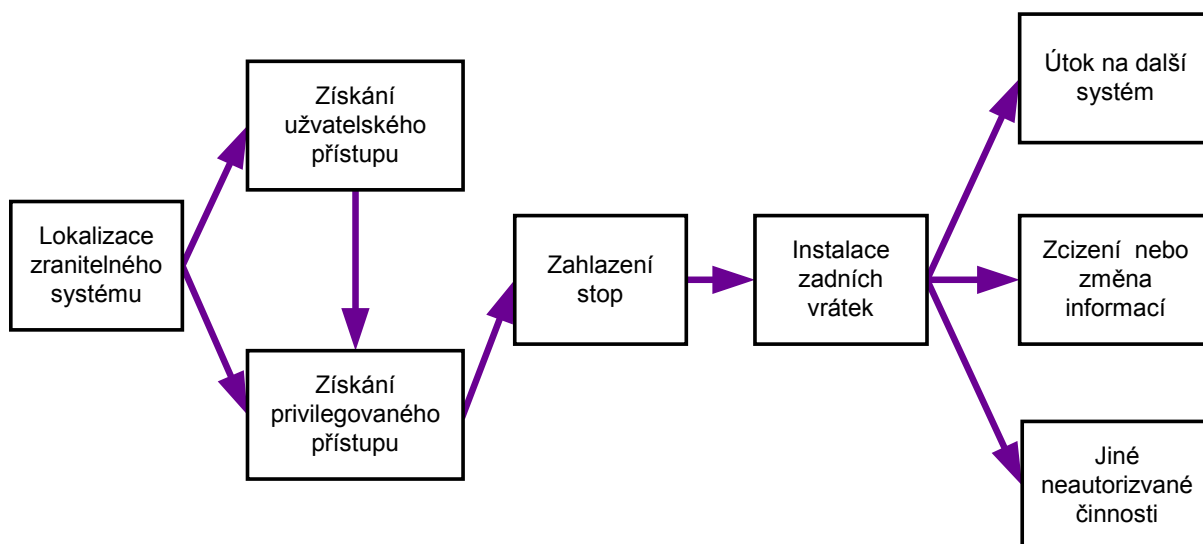 Lokalizace
zranitelného
systému
Získání
užvatelského
přístupu
Získání
privilegovaného
přístupu
Zahlazení
stop
Instalace
zadních
vrátek
Útok na další
systém
Zcizení nebo
změna
informací
Jiné
neautorizvané
činnosti